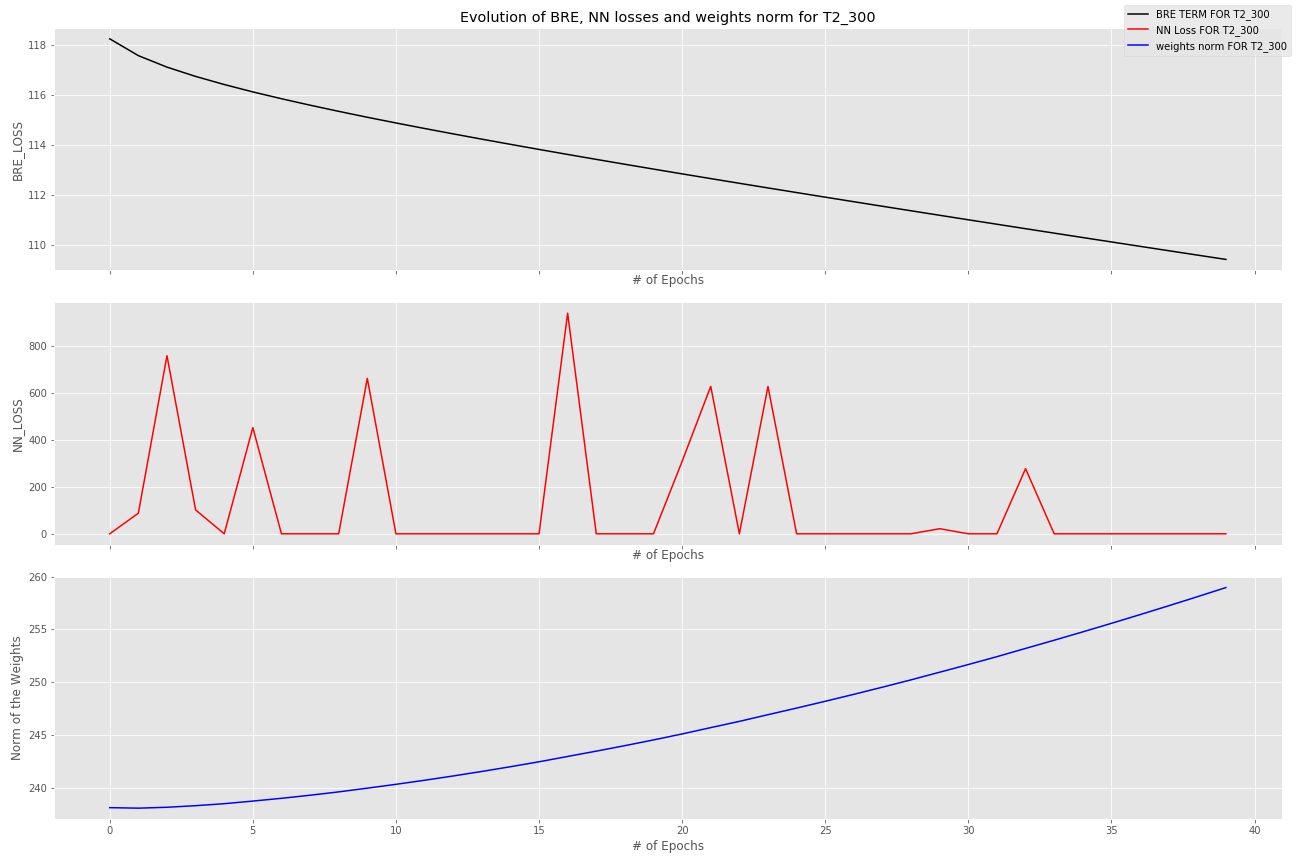 Evolution of BRE, NN losses and weights norm for T2_300
BRE TERM FOR T2_300
NN Loss FOR T2_300
weights norm FOR T2_300
118
116
114
112
110
BRE_LOSS
# of Epochs
800
600
400
200
0
NN_LOSS
# of Epochs
260
255
250
245
240
Norm of the Weights
0 5 10 15 20 25 30 35 40
# of Epochs